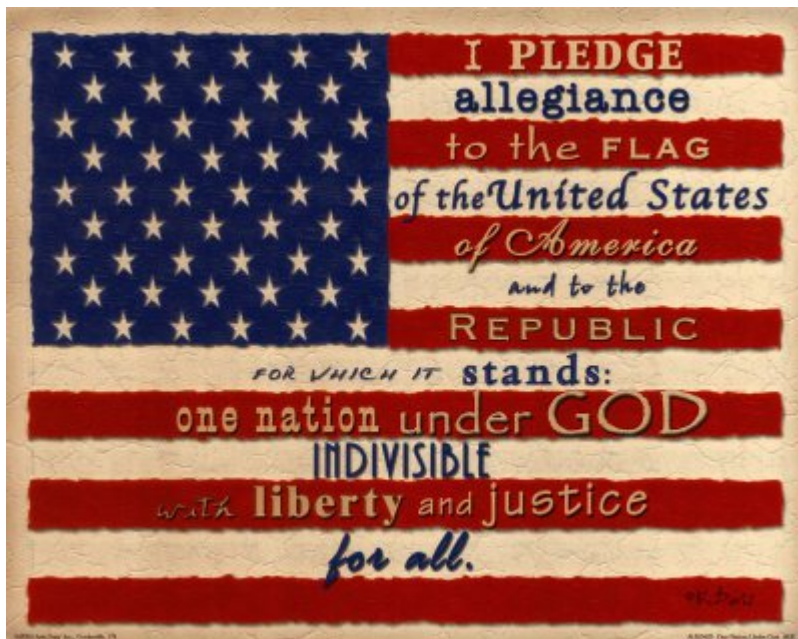 I PLEDGE
allegiance
to the FLAG
of the United States
of America
and to the
REPUBLIC
FOR WHICH IT stands:
one nation under GOD
INDIVISIBLE
with liberty and justice
for all.